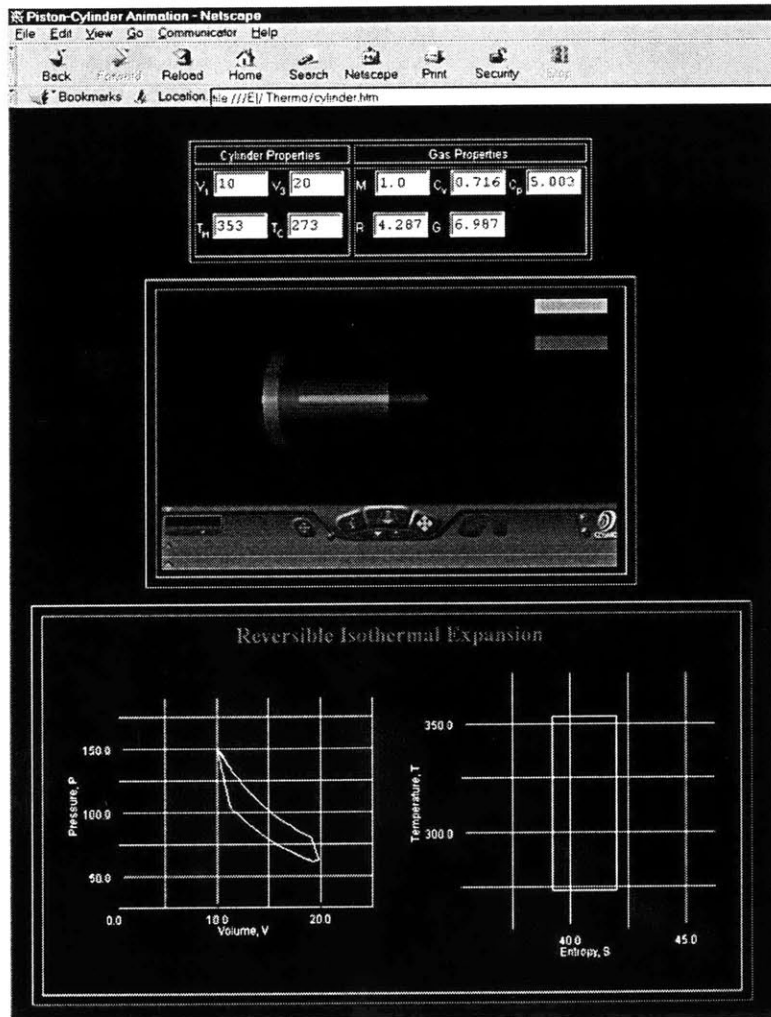 Piston-Cylinder Animation - Netscape
File Edit View Go Communicator Help
Back Forward Reload Home Search Netscape Print Security Stop
Bookmarks Location file:///E|/Thermo/cylinder.htm
Cylinder Properties Gas Properties
V1 10 V3 20 M 1.0 Cv 0.716 Cp 5.003
TH 353 TC 273 R 4.287 G 6.987
COSMO
Reversible Isothermal Expansion
Pressure, P
150.0
100.0
50.0
0.0 10.0 20.0
Volume, V
Temperature, T
350.0
300.0
40.0 45.0
Entropy, S